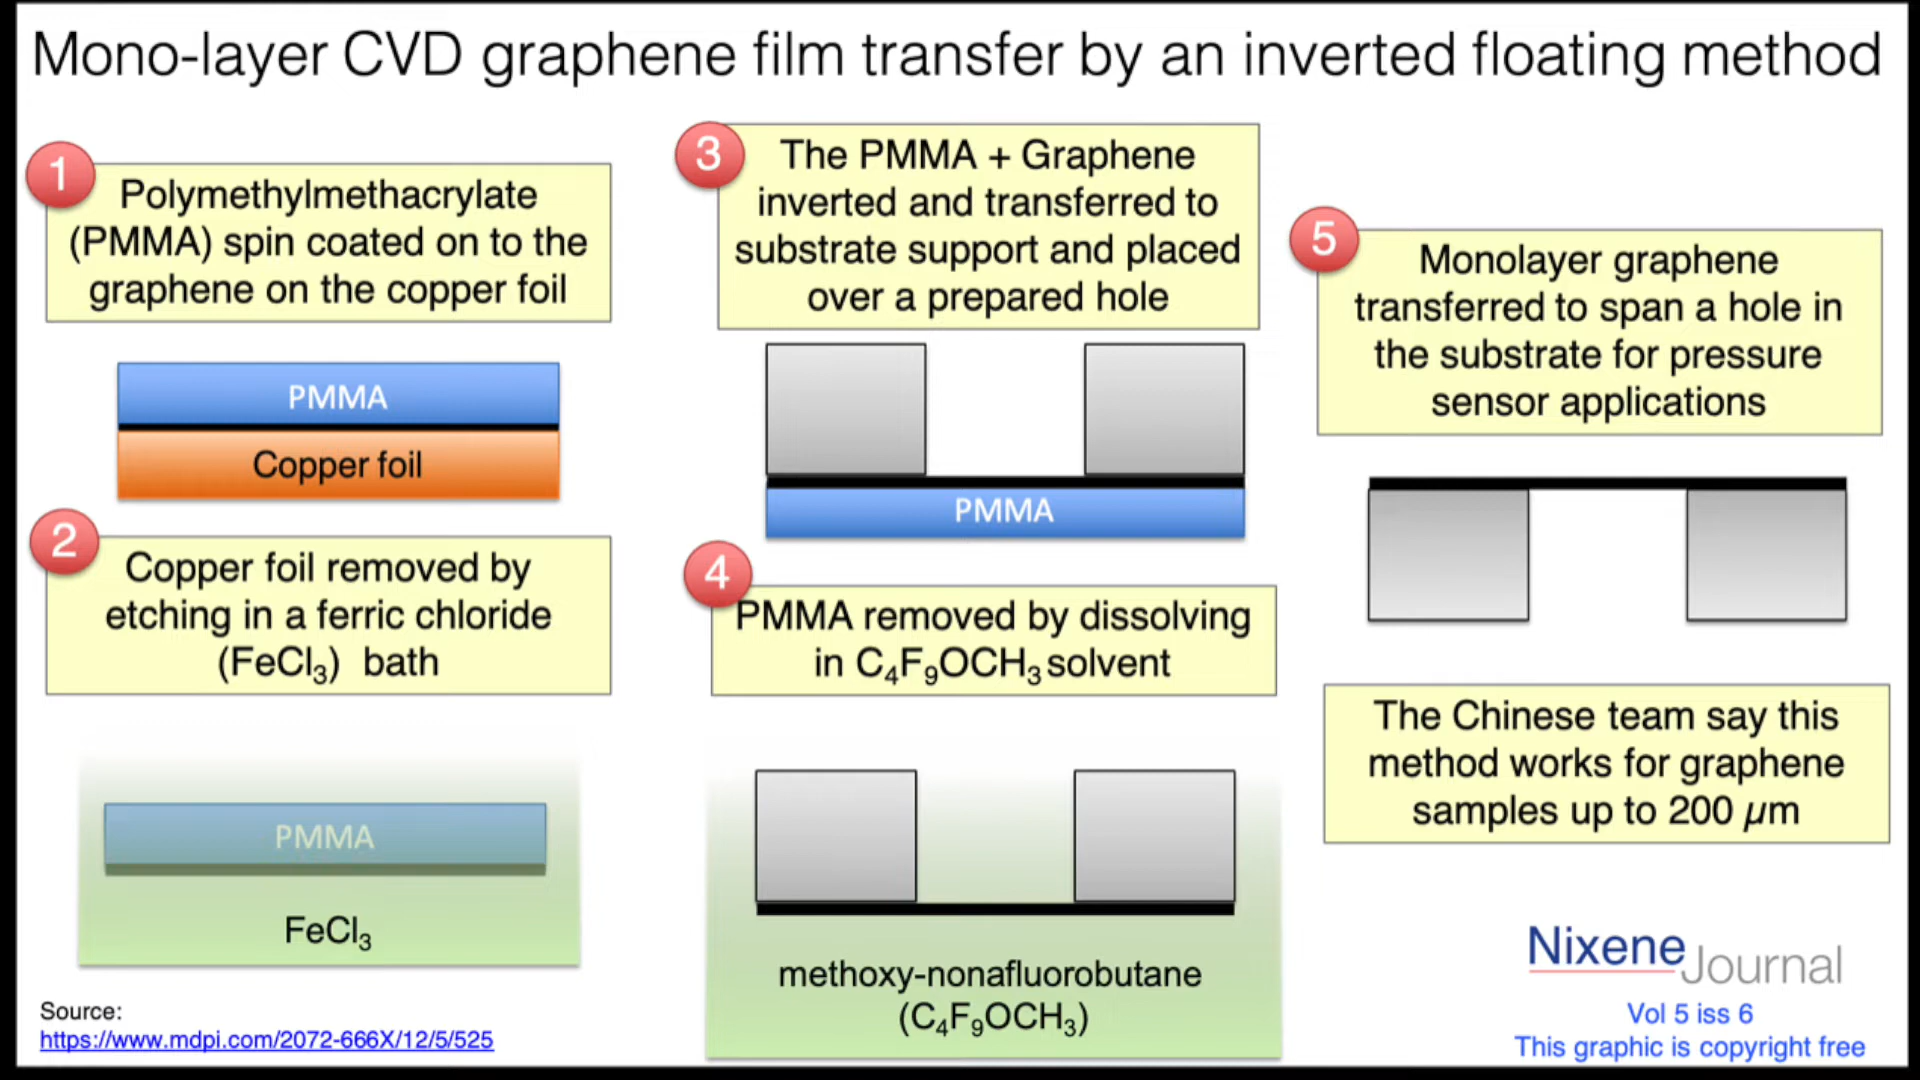 Mono-layer CVD graphene film transfer by an inverted floating method
1
Polymethylmethacrylate
(PMMA) spin coated on to the
graphene on the copper foil
PMMA
Copper foil
2
Copper foil removed by
etching in a ferric chloride
(FeCl₃) bath
PMMA
FeCl₃
Source:
https://www.mdpi.com/2072-666X/12/5/525
3
The PMMA + Graphene
inverted and transferred to
substrate support and placed
over a prepared hole
PMMA
4
PMMA removed by dissolving
in C₄F₉OCH₃ solvent
methoxy-nonafluorobutane
(C₄F₉OCH₃)
5
Monolayer graphene
transferred to span a hole in
the substrate for pressure
sensor applications
The Chinese team say this
method works for graphene
samples up to 200 µm
Nixene Journal
Vol 5 iss 6
This graphic is copyright free